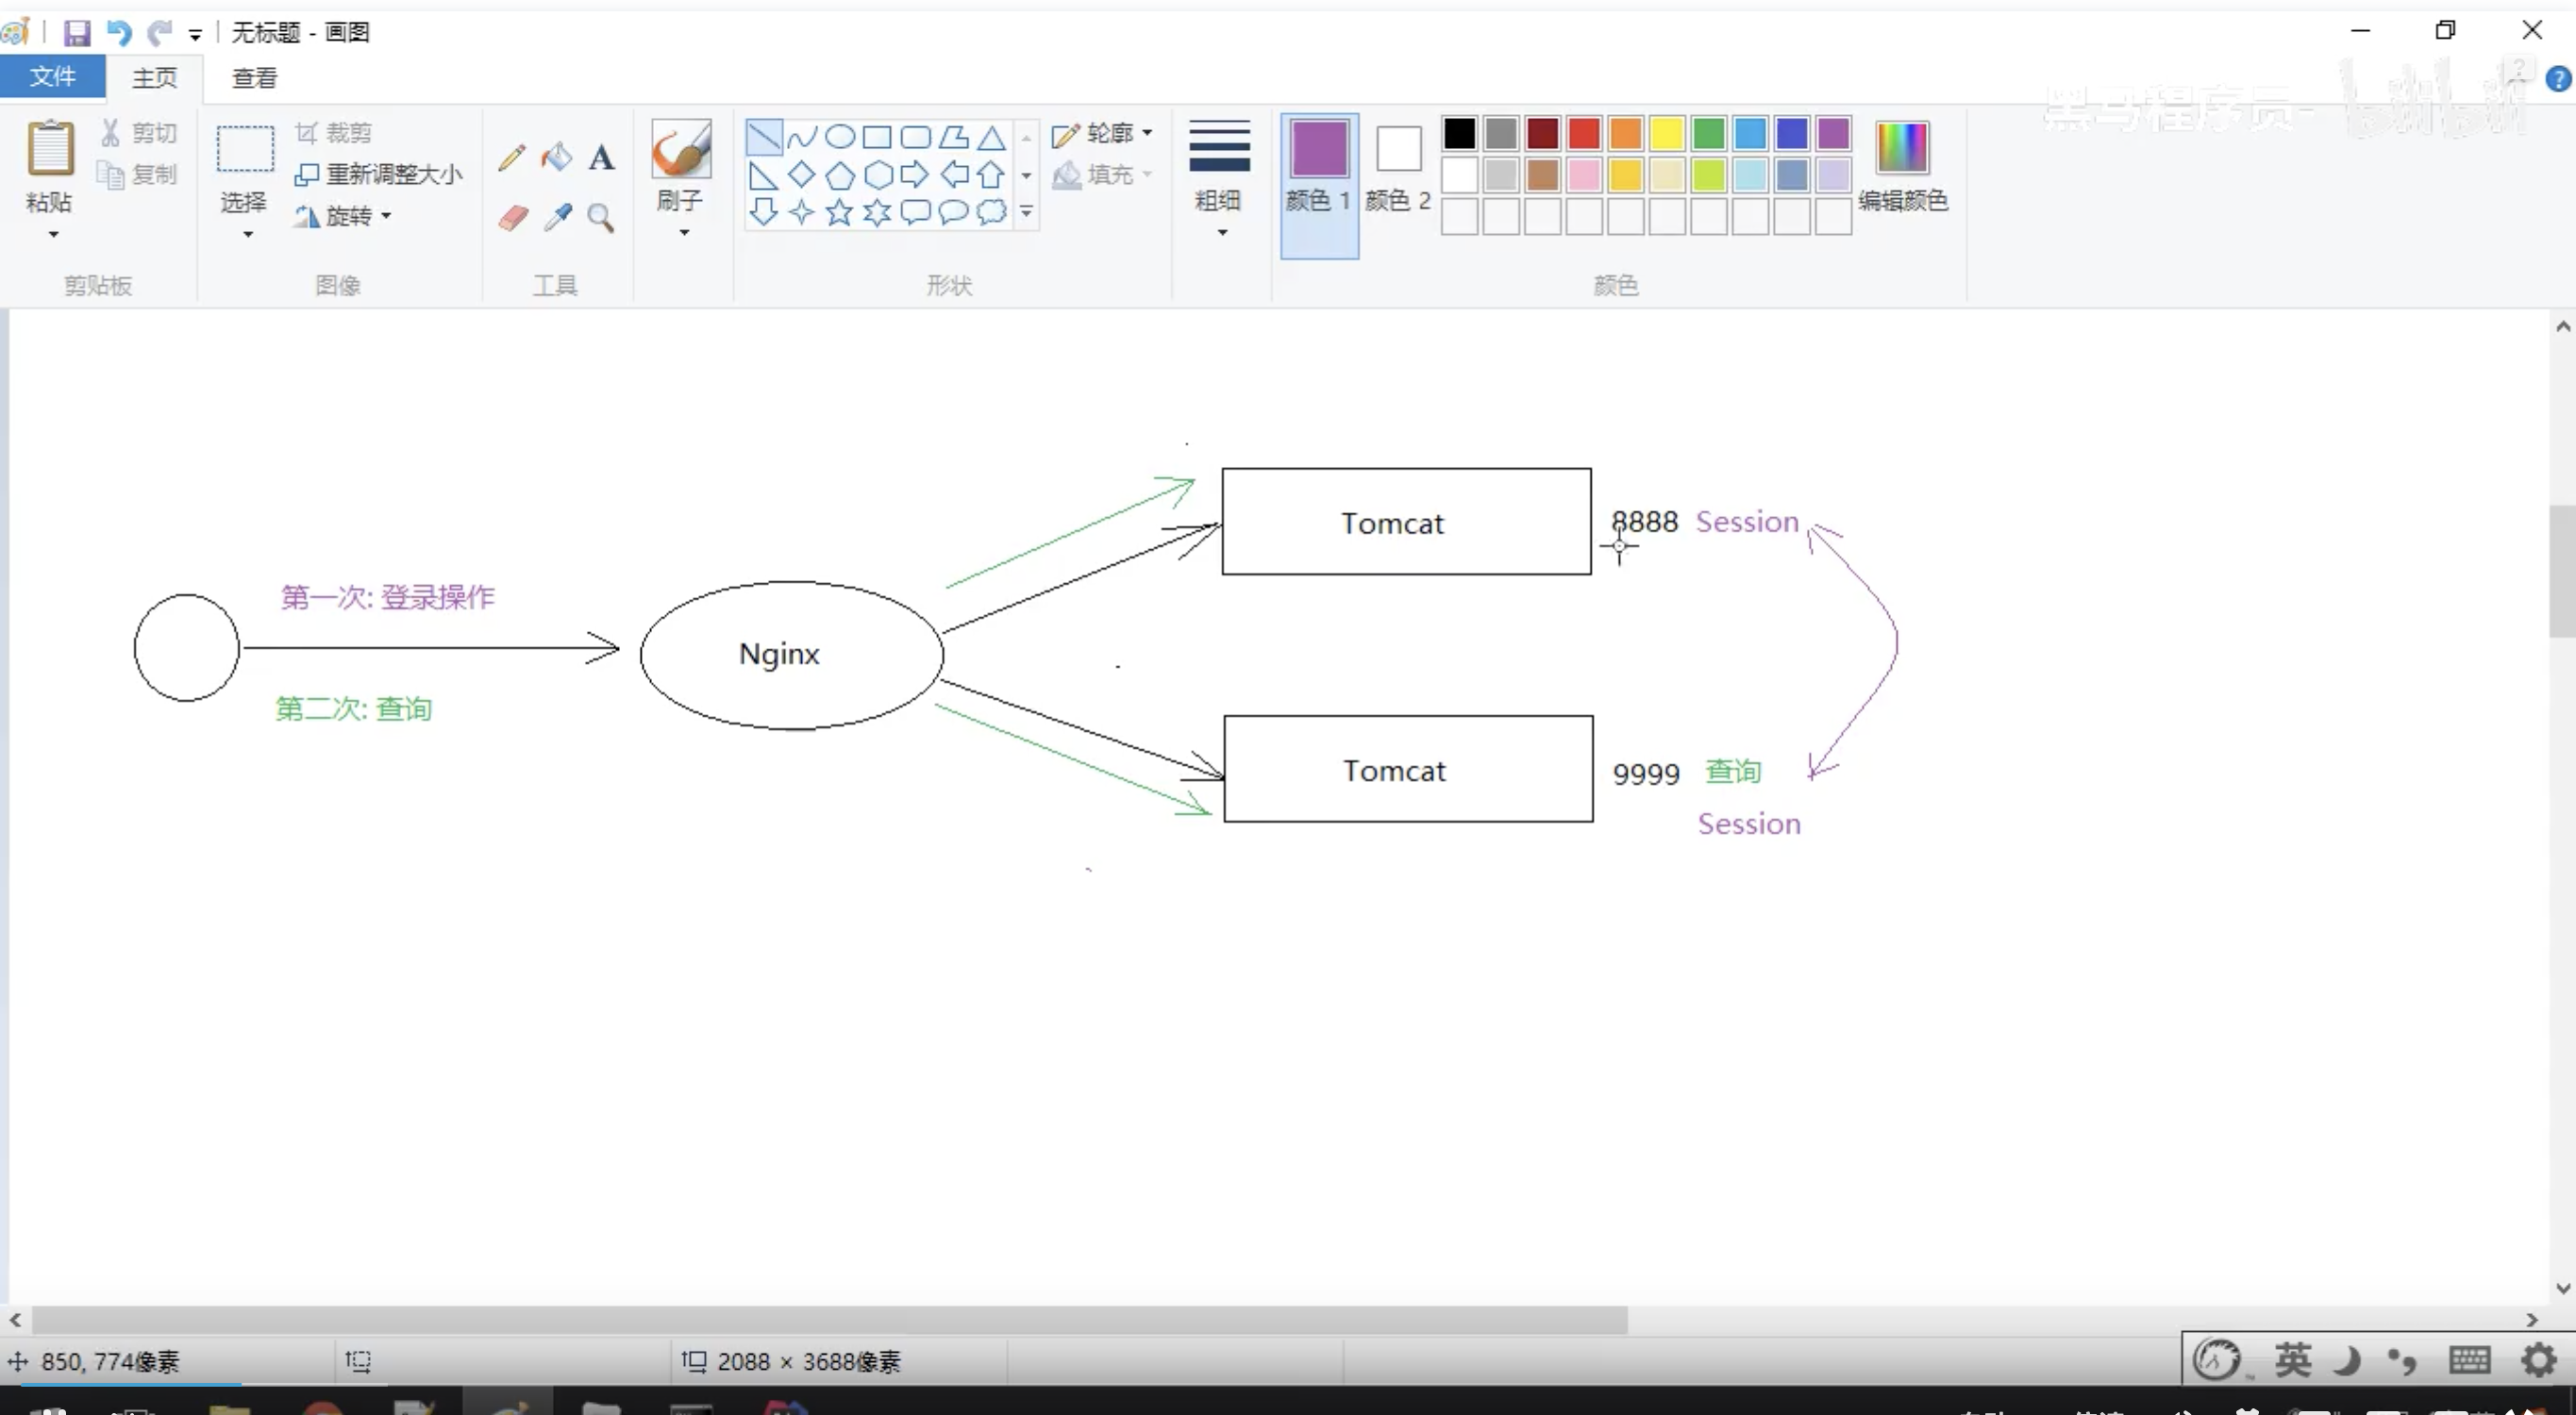 无标题 - 画图
文件 主页 查看
黑马程序员- bilibili
粘贴 剪切 复制 剪贴板
选择 裁剪 重新调整大小 旋转 图像
A
工具
刷子
形状
轮廓 填充
粗细
颜色 1 颜色 2 编辑颜色
颜色
第一次: 登录操作
第二次: 查询
Nginx
Tomcat 8888 Session
Tomcat 9999 查询
Session
850, 774像素 2088 × 3688像素
英